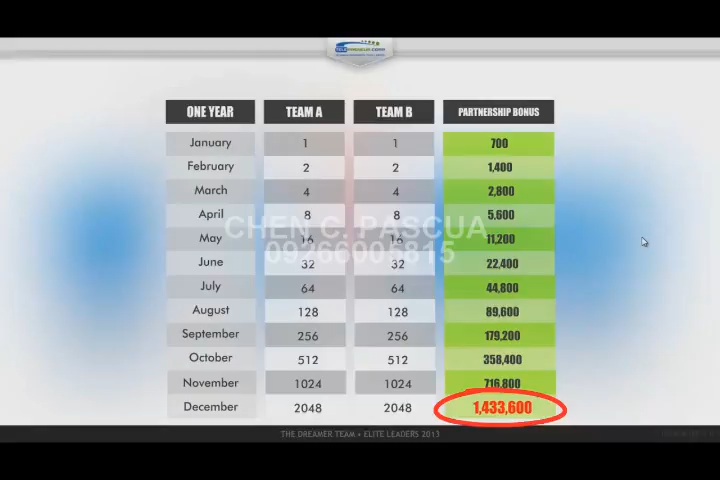 ONE YEAR TEAM A TEAM B PARTNERSHIP BONUS
January 1 1 700
February 2 2 1,400
March 4 4 2,800
April 8 8 5,600
CHEN C. PASCUA
May 16 16 11,200
09266005815
June 32 32 22,400
July 64 64 44,800
August 128 128 89,600
September 256 256 179,200
October 512 512 358,400
November 1024 1024 716,800
December 2048 2048 1,433,600
THE DREAMER TEAM • ELITE LEADERS 2013